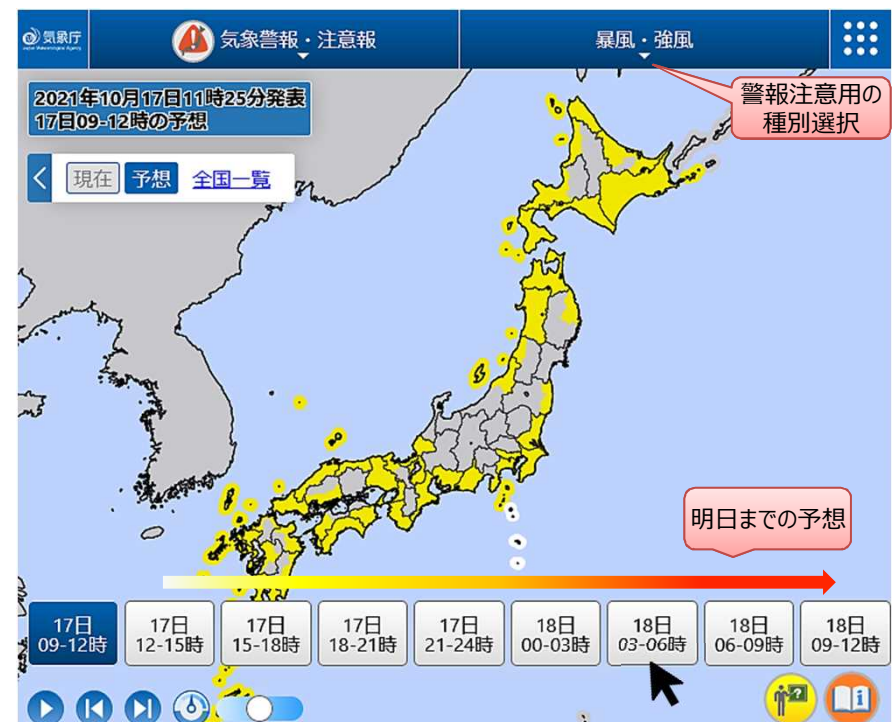 気象庁
Japan Meteorological Agency
気象警報・注意報
暴風・強風
2021年10月17日11時25分発表
17日09-12時の予想
警報注意用の
種別選択
現在
予想
全国一覧
明日までの予想
17日
09-12時
17日
12-15時
17日
15-18時
17日
18-21時
17日
21-24時
18日
00-03時
18日
03-06時
18日
06-09時
18日
09-12時
?
i